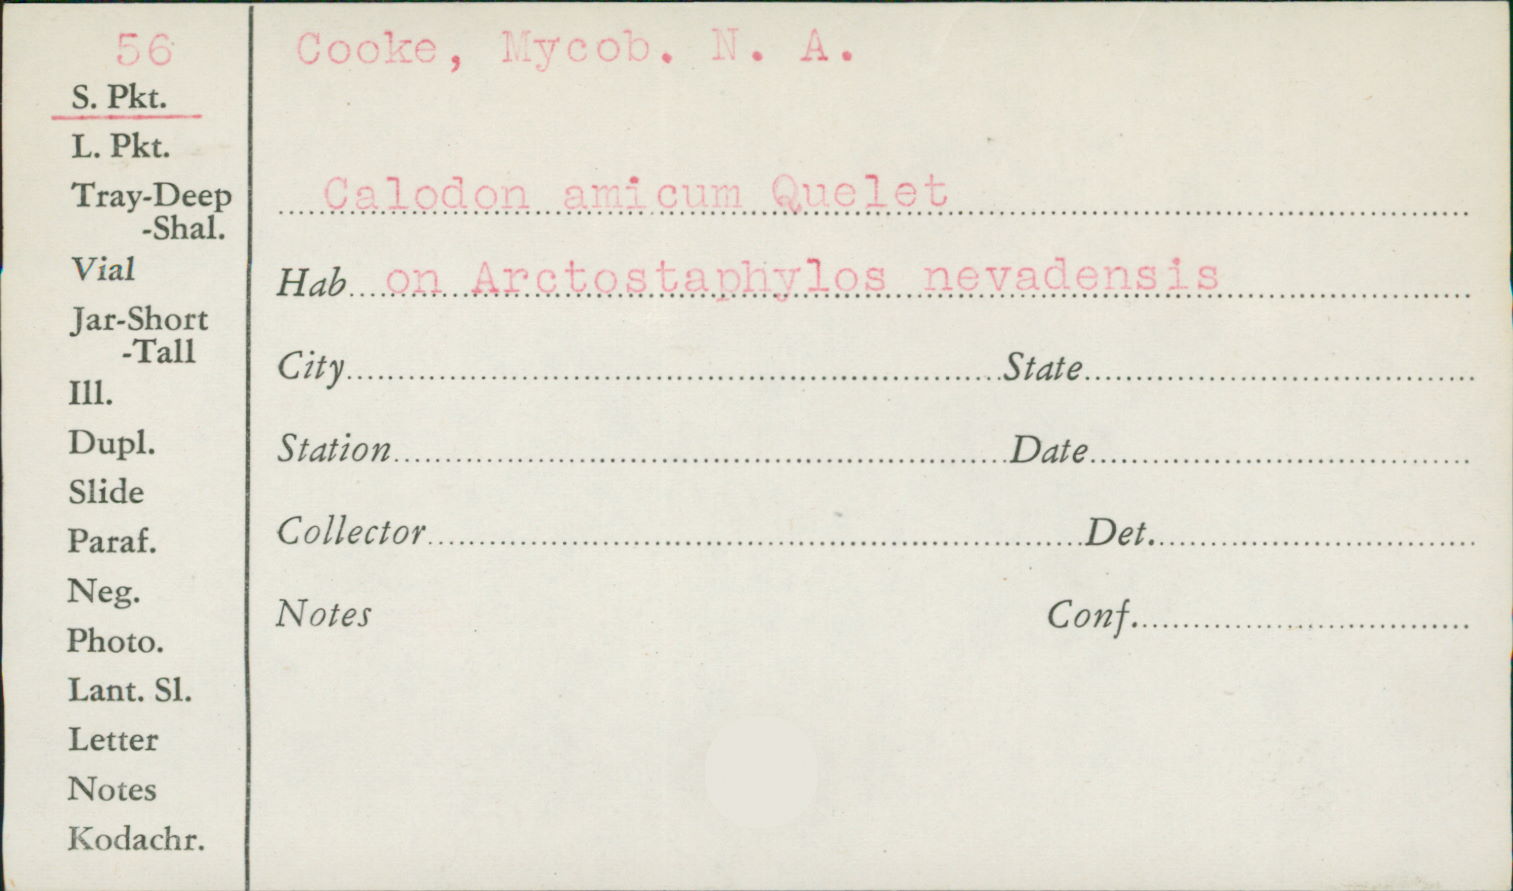 56
S. Pkt.
L. Pkt.
Tray-Deep
-Shal.
Vial
Jar-Short
-Tall
Ill.
Dupl.
Slide
Paraf.
Neg.
Photo.
Lant. Sl.
Letter
Notes
Kodachr.
Cooke, Mycob. N. A.
Calodon amicum Quelet
Hab. on Arctostaphylos nevadensis
City State
Station Date
Collector Det.
Notes Conf.